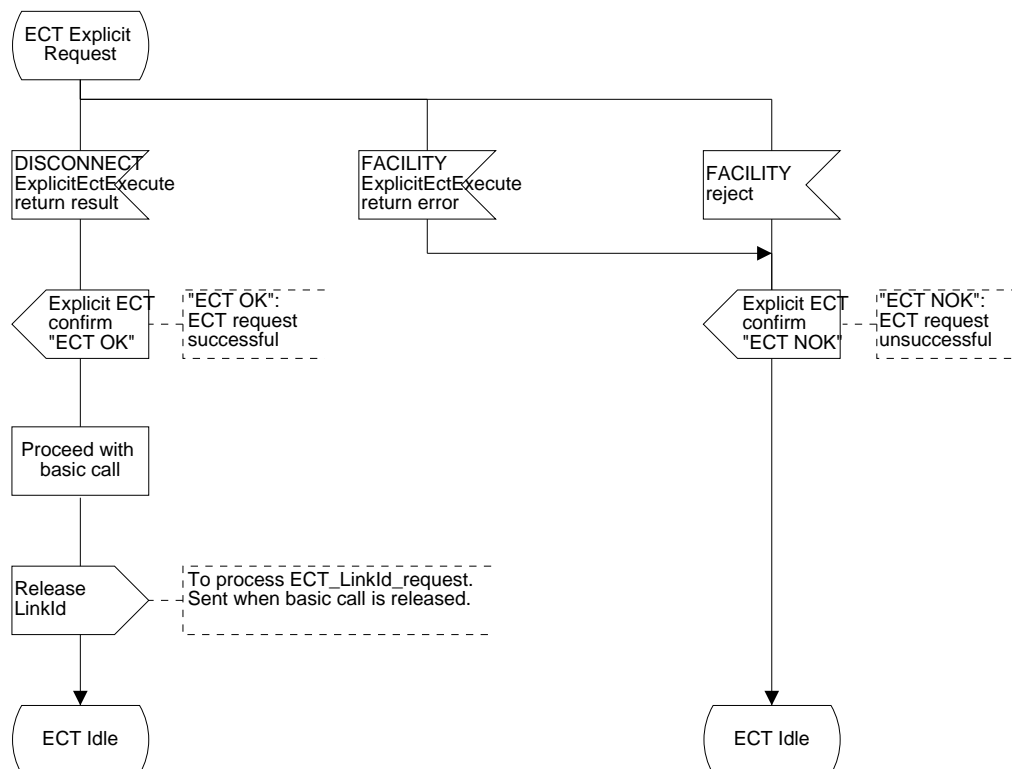 ECT Explicit
Request
DISCONNECT
ExplicitEctExecute
return result
FACILITY
ExplicitEctExecute
return error
FACILITY
reject
Explicit ECT
confirm
"ECT OK"
"ECT OK":
ECT request
successful
Explicit ECT
confirm
"ECT NOK"
"ECT NOK":
ECT request
unsuccessful
Proceed with
basic call
Release
LinkId
To process ECT_LinkId_request.
Sent when basic call is released.
ECT Idle
ECT Idle